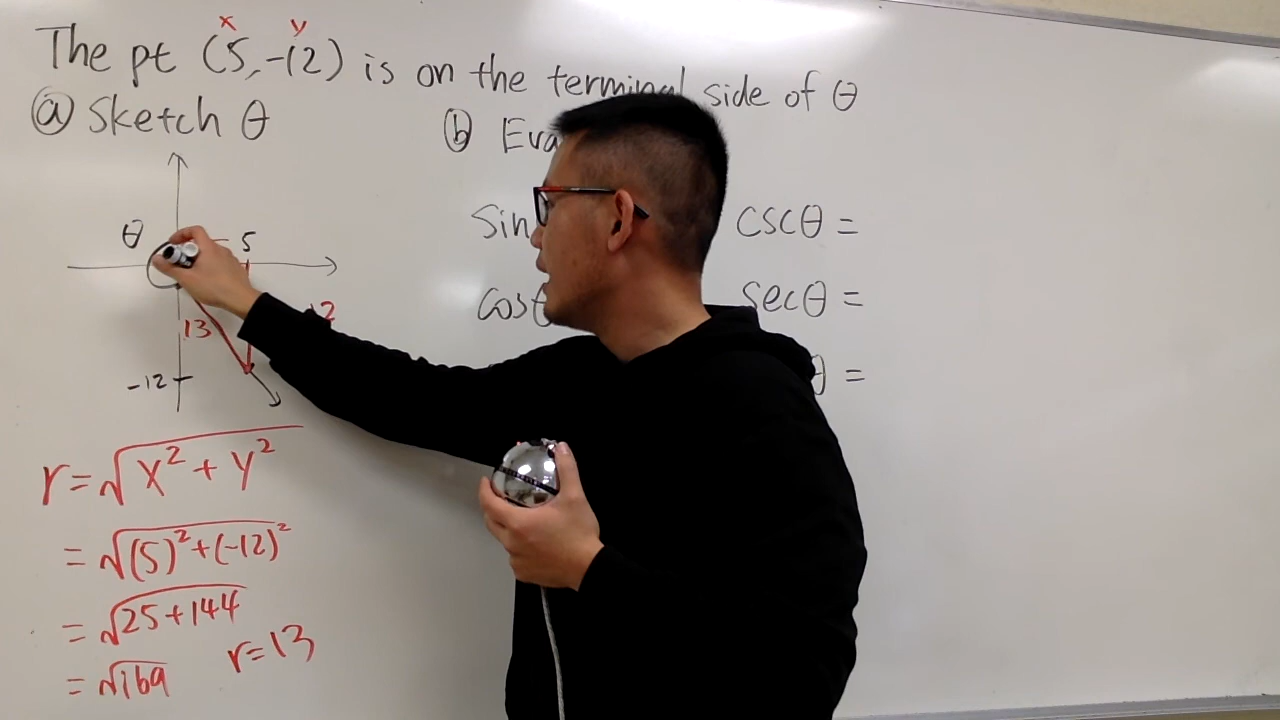 x y
The pt (5,-12) is on the terminal side of θ
ⓐ Sketch θ
ⓑ Eva
θ
5
13
12
-12
sin
cscθ =
cosθ
secθ =
θ =
r = √(x² + y²)
= √((5)² + (-12)²)
= √(25+144)
= √169
r = 13